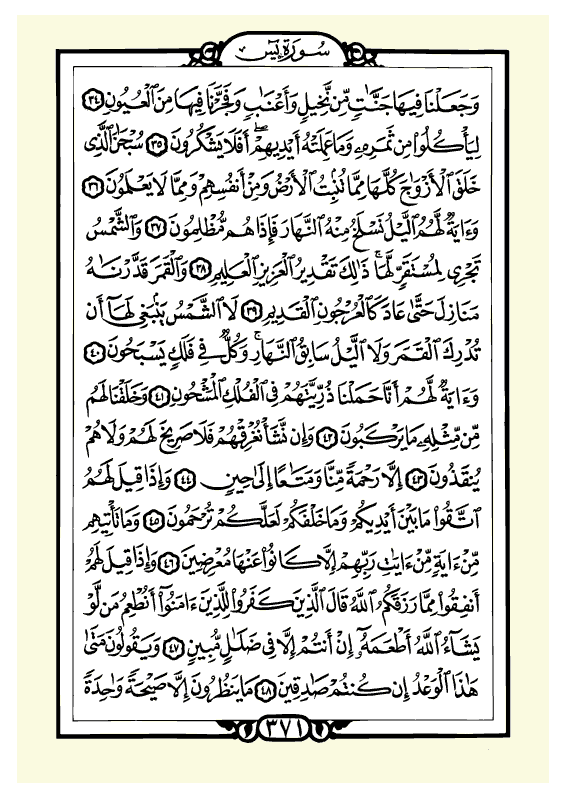 سورة يس
وَجَعَلْنَا فِيهَا جَنَّٰتٍ مِّن نَّخِيلٍ وَأَعْنَٰبٍ وَفَجَّرْنَا فِيهَا مِنَ ٱلْعُيُونِ ٣٤
لِيَأْكُلُوا۟ مِن ثَمَرِهِۦ وَمَا عَمِلَتْهُ أَيْدِيهِمْ ۖ أَفَلَا يَشْكُرُونَ ٣٥ سُبْحَٰنَ ٱلَّذِى
خَلَقَ ٱلْأَزْوَٰجَ كُلَّهَا مِمَّا تُنۢبِتُ ٱلْأَرْضُ وَمِنْ أَنفُسِهِمْ وَمِمَّا لَا يَعْلَمُونَ ٣٦
وَءَايَةٌ لَّهُمُ ٱلَّيْلُ نَسْلَخُ مِنْهُ ٱلنَّهَارَ فَإِذَا هُم مُّظْلِمُونَ ٣٧ وَٱلشَّمْسُ
تَجْرِى لِمُسْتَقَرٍّ لَّهَا ۚ ذَٰلِكَ تَقْدِيرُ ٱلْعَزِيزِ ٱلْعَلِيمِ ٣٨ وَٱلْقَمَرَ قَدَّرْنَٰهُ
مَنَازِلَ حَتَّىٰ عَادَ كَٱلْعُرْجُونِ ٱلْقَدِيمِ ٣٩ لَا ٱلشَّمْسُ يَنۢبَغِى لَهَآ أَن
تُدْرِكَ ٱلْقَمَرَ وَلَا ٱلَّيْلُ سَابِقُ ٱلنَّهَارِ ۚ وَكُلٌّ فِى فَلَكٍ يَسْبَحُونَ ٤٠
وَءَايَةٌ لَّهُمْ أَنَّا حَمَلْنَا ذُرِّيَّتَهُمْ فِى ٱلْفُلْكِ ٱلْمَشْحُونِ ٤١ وَخَلَقْنَا لَهُم
مِّن مِّثْلِهِۦ مَا يَرْكَبُونَ ٤٢ وَإِن نَّشَأْ نُغْرِقْهُمْ فَلَا صَرِيخَ لَهُمْ وَلَا هُمْ
يُنقَذُونَ ٤٣ إِلَّا رَحْمَةً مِّنَّا وَمَتَٰعًا إِلَىٰ حِينٍ ٤٤ وَإِذَا قِيلَ لَهُمُ
ٱتَّقُوا۟ مَا بَيْنَ أَيْدِيكُمْ وَمَا خَلْفَكُمْ لَعَلَّكُمْ تُرْحَمُونَ ٤٥ وَمَا تَأْتِيهِم
مِّنْ ءَايَةٍ مِّنْ ءَايَٰتِ رَبِّهِمْ إِلَّا كَانُوا۟ عَنْهَا مُعْرِضِينَ ٤٦ وَإِذَا قِيلَ لَهُمْ
أَنفِقُوا۟ مِمَّا رَزَقَكُمُ ٱللَّهُ قَالَ ٱلَّذِينَ كَفَرُوا۟ لِلَّذِينَ ءَامَنُوٓا۟ أَنُطْعِمُ مَن لَّوْ
يَشَآءُ ٱللَّهُ أَطْعَمَهُۥٓ إِنْ أَنتُمْ إِلَّا فِى ضَلَٰلٍ مُّبِينٍ ٤٧ وَيَقُولُونَ مَتَىٰ
هَٰذَا ٱلْوَعْدُ إِن كُنتُمْ صَٰدِقِينَ ٤٨ مَا يَنظُرُونَ إِلَّا صَيْحَةً وَٰحِدَةً
٣٧١